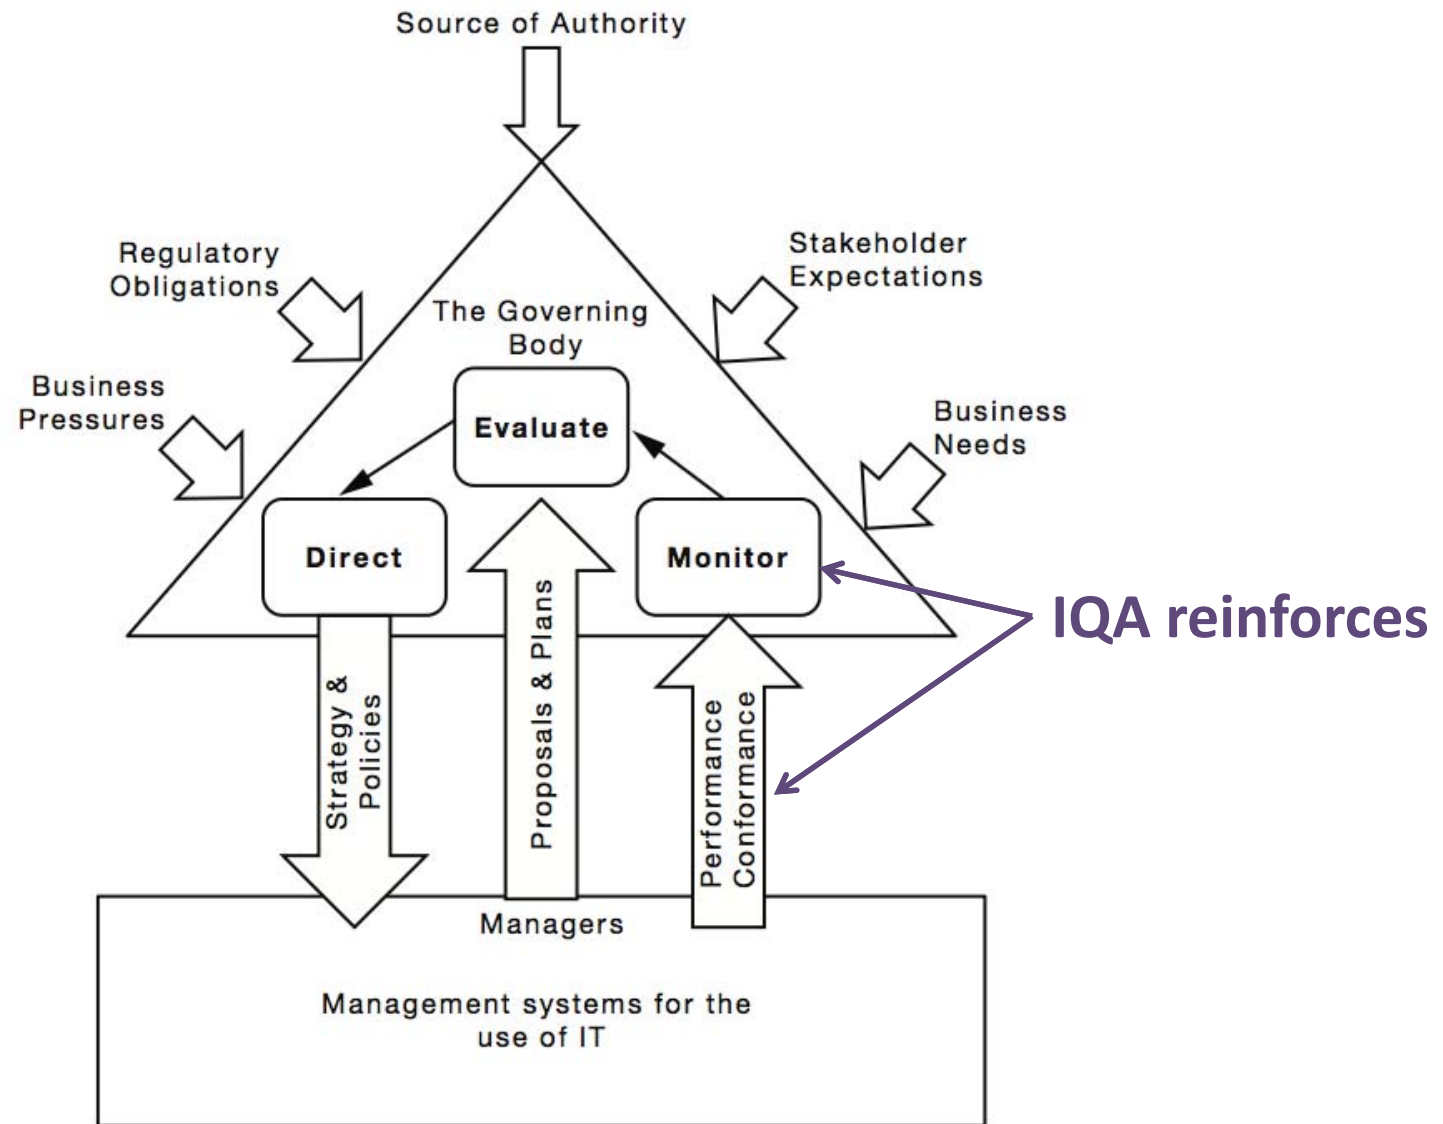 Source of Authority
Regulatory
Obligations
Stakeholder
Expectations
The Governing
Body
Business
Pressures
Business
Needs
Evaluate
Direct
Monitor
IQA reinforces
Strategy &
Policies
Proposals & Plans
Performance
Conformance
Managers
Management systems for the
use of IT